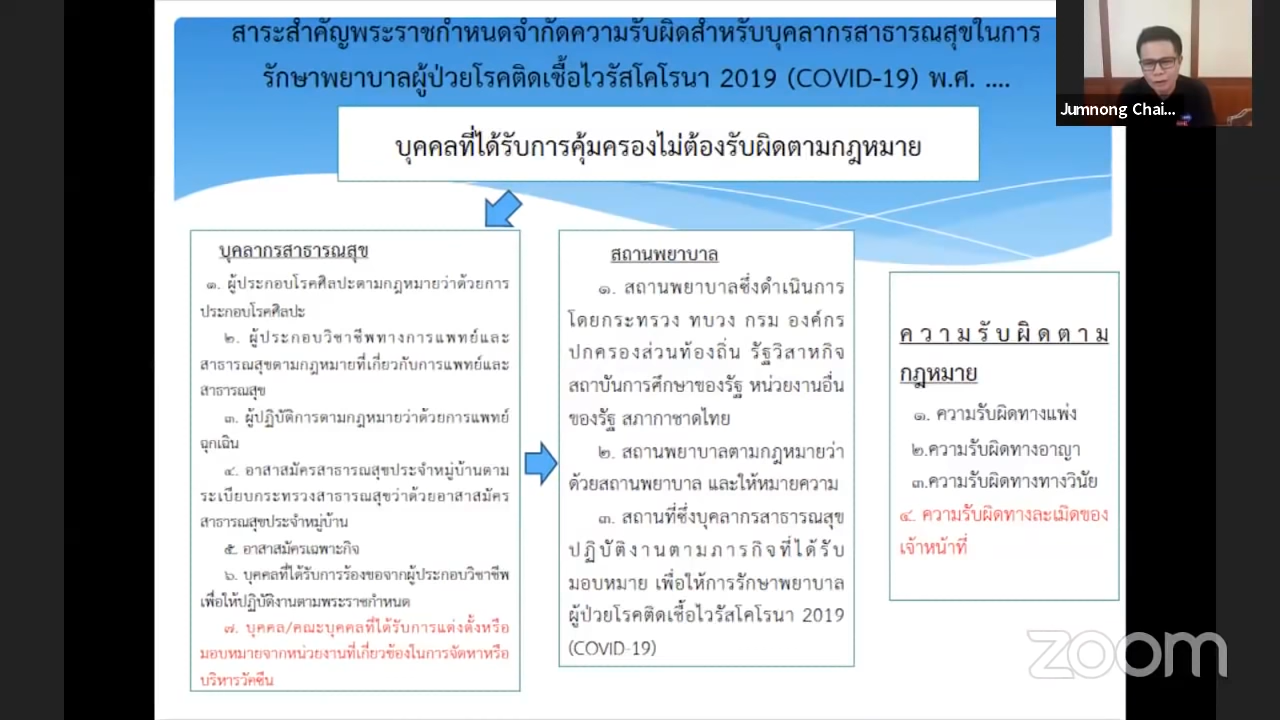 สาระสำคัญพระราชกำหนดจำกัดความรับผิดสำหรับบุคลากรสาธารณสุขในการ
รักษาพยาบาลผู้ป่วยโรคติดเชื้อไวรัสโคโรนา 2019 (COVID-19) พ.ศ. ....
Jumnong Chai...
บุคคลที่ได้รับการคุ้มครองไม่ต้องรับผิดตามกฎหมาย
บุคลากรสาธารณสุข
๑. ผู้ประกอบโรคศิลปะตามกฎหมายว่าด้วยการ
ประกอบโรคศิลปะ
๒. ผู้ประกอบวิชาชีพทางการแพทย์และ
สาธารณสุขตามกฎหมายที่เกี่ยวกับการแพทย์และ
สาธารณสุข
๓. ผู้ปฏิบัติการตามกฎหมายว่าด้วยการแพทย์
ฉุกเฉิน
๔. อาสาสมัครสาธารณสุขประจำหมู่บ้านตาม
ระเบียบกระทรวงสาธารณสุขว่าด้วยอาสาสมัคร
สาธารณสุขประจำหมู่บ้าน
๕. อาสาสมัครเฉพาะกิจ
๖. บุคคลที่ได้รับการร้องขอจากผู้ประกอบวิชาชีพ
เพื่อให้ปฏิบัติงานตามพระราชกำหนด
๗. บุคคล/คณะบุคคลที่ได้รับการแต่งตั้งหรือ
มอบหมายจากหน่วยงานที่เกี่ยวข้องในการจัดหาหรือ
บริหารวัคซีน
สถานพยาบาล
๑. สถานพยาบาลซึ่งดำเนินการ
โดยกระทรวง ทบวง กรม องค์กร
ปกครองส่วนท้องถิ่น รัฐวิสาหกิจ
สถาบันการศึกษาของรัฐ หน่วยงานอื่น
ของรัฐ สภากาชาดไทย
๒. สถานพยาบาลตามกฎหมายว่า
ด้วยสถานพยาบาล และให้หมายความ
๓. สถานที่ซึ่งบุคลากรสาธารณสุข
ปฏิบัติงานตามภารกิจที่ได้รับ
มอบหมาย เพื่อให้การรักษาพยาบาล
ผู้ป่วยโรคติดเชื้อไวรัสโคโรนา 2019
(COVID-19)
ความรับผิดตาม
กฎหมาย
๑. ความรับผิดทางแพ่ง
๒.ความรับผิดทางอาญา
๓.ความรับผิดทางทางวินัย
๔. ความรับผิดทางละเมิดของ
เจ้าหน้าที่
zoom